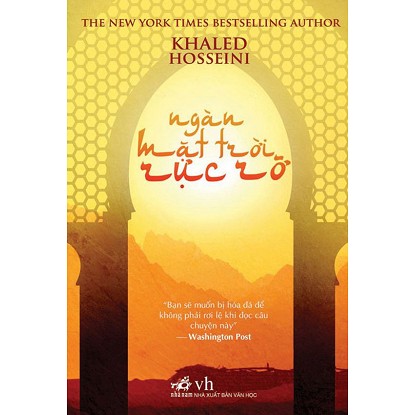 THE NEW YORK TIMES BESTSELLING AUTHOR
KHALED
HOSSEINI
ngàn
mặt trời
rực rỡ
"Bạn sẽ muốn bị hóa đá để
không phải rơi lệ khi đọc câu
chuyện này"
— Washington Post
nhã nam
vh
NHÀ XUẤT BẢN VĂN HỌC